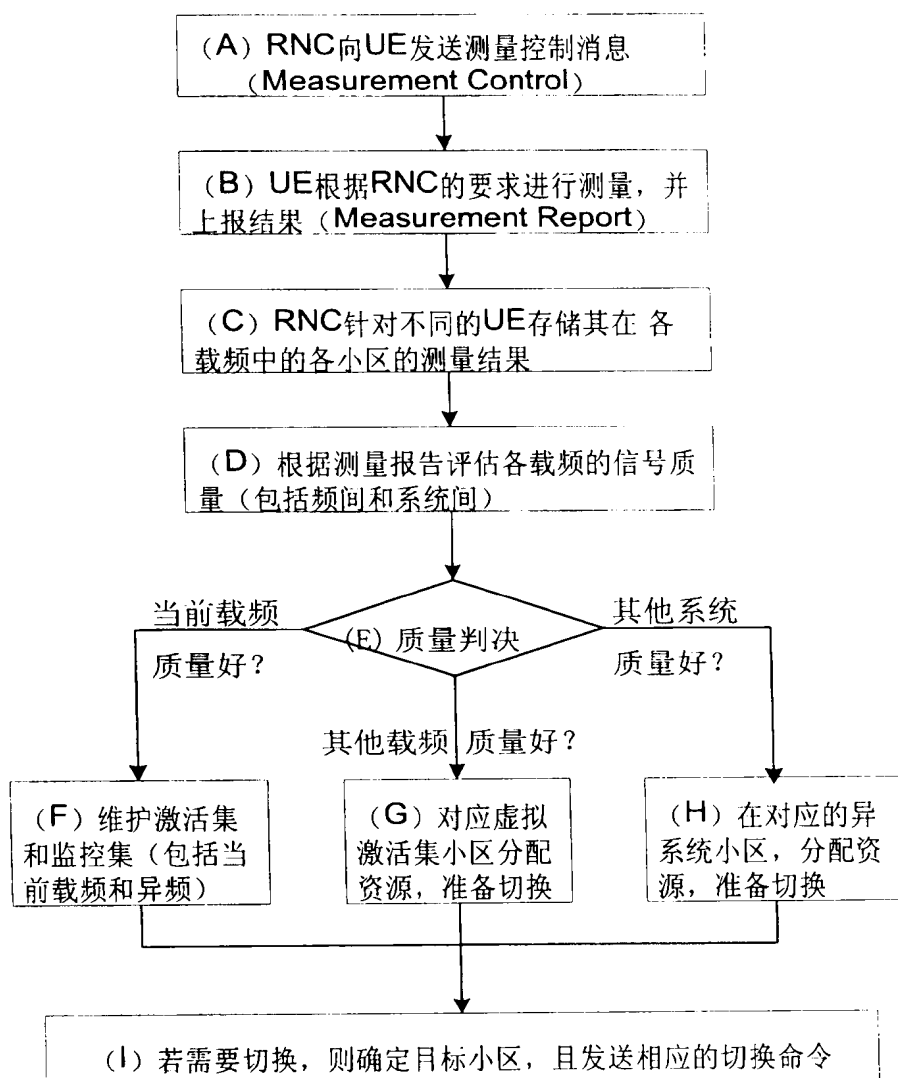 （A）RNC向UE发送测量控制消息
（Measurement Control）
（B）UE根据RNC的要求进行测量，并
上报结果（Measurement Report）
（C）RNC针对不同的UE存储其在 各
载频中的各小区的测量结果
（D）根据测量报告评估各载频的信号质
量（包括频间和系统间）
当前载频
质量好？
(E) 质量判决
其他系统
质量好？
其他载频 质量好？
（F）维护激活集
和监控集（包括当
前载频和异频）
（G）对应虚拟
激活集小区分配
资源，准备切换
（H）在对应的异
系统小区，分配资
源，准备切换
（I）若需要切换，则确定目标小区，且发送相应的切换命令